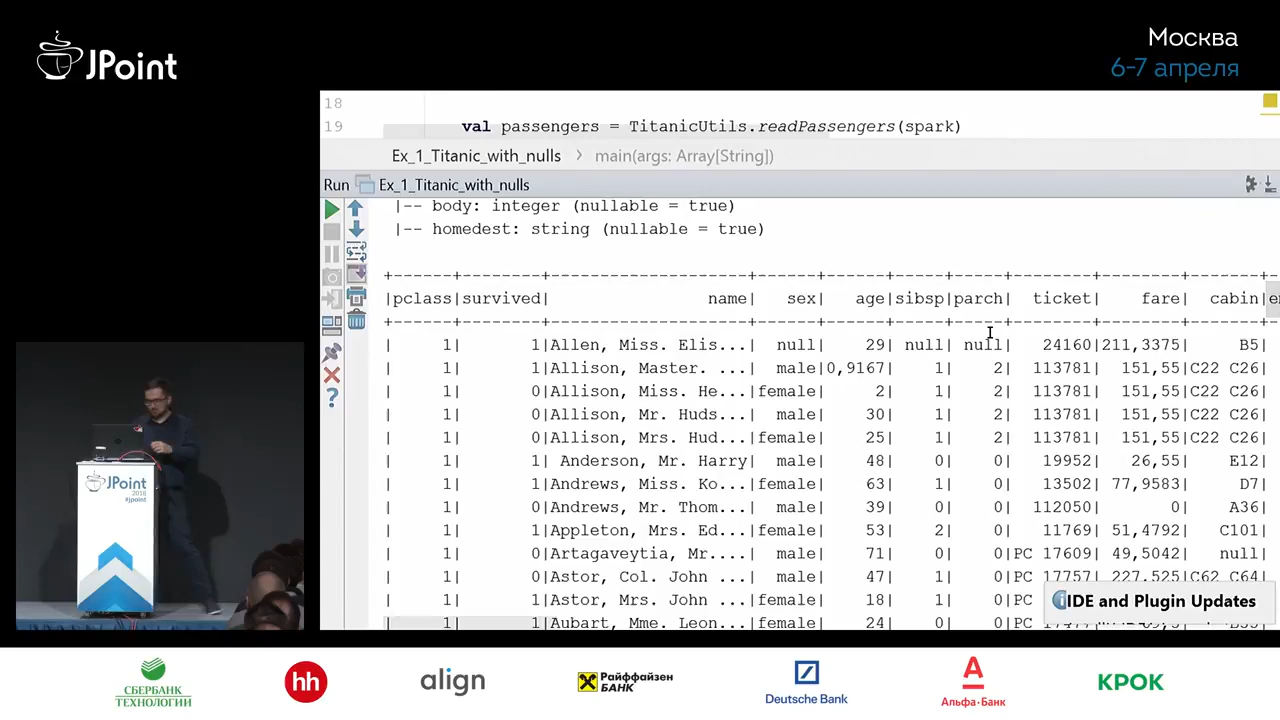 JPoint
Москва
6-7 апреля
18
19 val passengers = TitanicUtils.readPassengers(spark)
Ex_1_Titanic_with_nulls main(args: Array[String])
Run Ex_1_Titanic_with_nulls
|-- body: integer (nullable = true)
|-- homedest: string (nullable = true)
+------+--------+------------------+------+------+-----+-----+--------+--------+-------+--
|pclass|survived| name| sex| age|sibsp|parch| ticket| fare| cabin|e
+------+--------+------------------+------+------+-----+-----+--------+--------+-------+--
| 1| 1|Allen, Miss. Elis...| null| 29| null| null| 24160|211,3375| B5|
| 1| 1|Allison, Master. ...| male|0,9167| 1| 2| 113781| 151,55|C22 C26|
| 1| 0|Allison, Miss. He...|female| 2| 1| 2| 113781| 151,55|C22 C26|
| 1| 0|Allison, Mr. Huds...| male| 30| 1| 2| 113781| 151,55|C22 C26|
| 1| 0|Allison, Mrs. Hud...|female| 25| 1| 2| 113781| 151,55|C22 C26|
| 1| 1| Anderson, Mr. Harry| male| 48| 0| 0| 19952| 26,55| E12|
| 1| 1|Andrews, Miss. Ko...|female| 63| 1| 0| 13502| 77,9583| D7|
| 1| 0|Andrews, Mr. Thom...| male| 39| 0| 0| 112050| 0| A36|
| 1| 1|Appleton, Mrs. Ed...|female| 53| 2| 0| 11769| 51,4792| C101|
| 1| 0|Artagaveytia, Mr....| male| 71| 0| 0|PC 17609| 49,5042| null|
| 1| 0|Astor, Col. John ...| male| 47| 1| 0|PC 17757| 227,525|C62 C64|
| 1| 1|Astor, Mrs. John ...|female| 18| 1| 0|PC
| 1| 1|Aubart, Mme. Leon...|female| 24| 0| 0|PC
IDE and Plugin Updates
JPoint
2018
#jpoint
СБЕРБАНК
ТЕХНОЛОГИИ
hh
align
Райффайзен
БАНК
Deutsche Bank
А
Альфа·Банк
КРОК